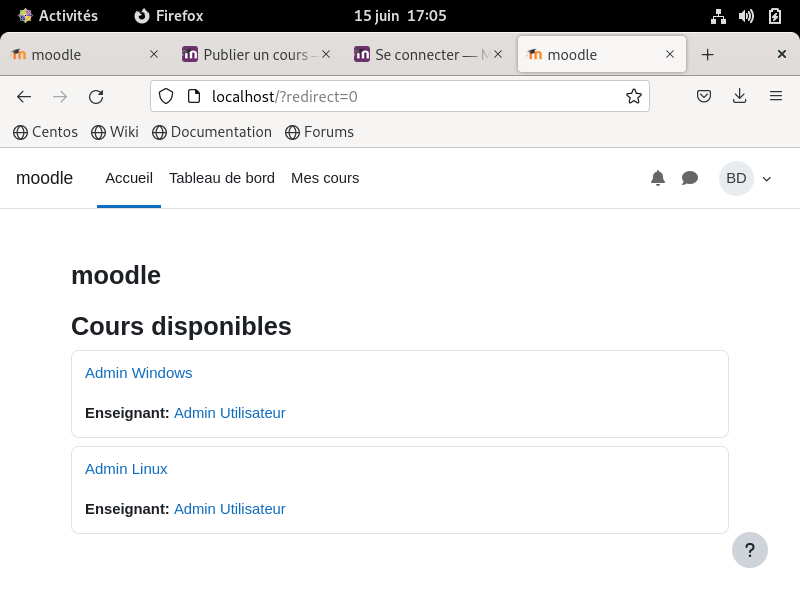 Activités Firefox 15 juin 17:05
moodle Publier un cours – Se connecter — M moodle
localhost/?redirect=0
Centos Wiki Documentation Forums
moodle Accueil Tableau de bord Mes cours BD
moodle
Cours disponibles
Admin Windows
Enseignant: Admin Utilisateur
Admin Linux
Enseignant: Admin Utilisateur
?